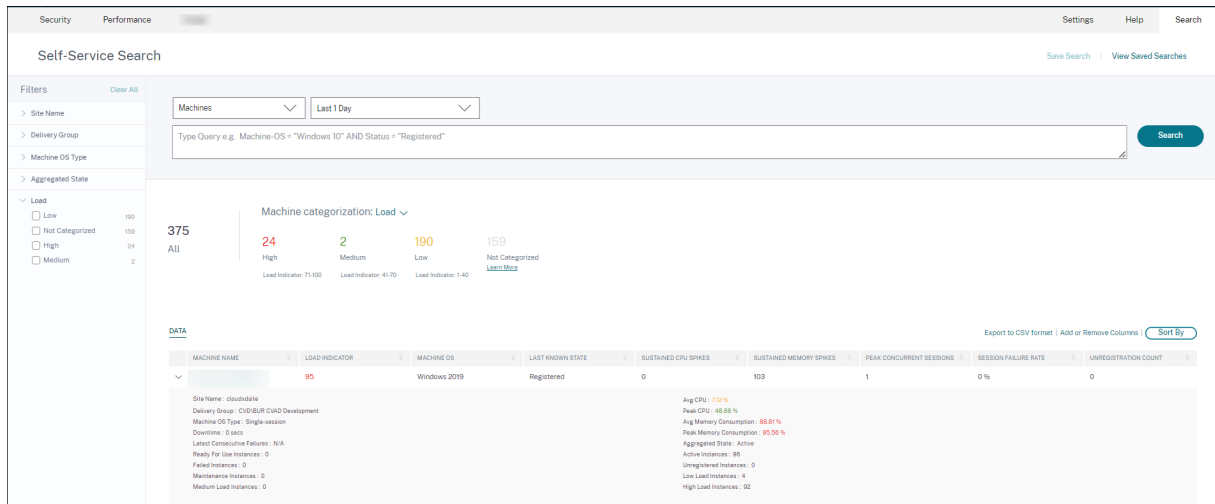 Security Performance Settings Help Search
Self-Service Search Save Search View Saved Searches
Filters Clear All
Site Name
Delivery Group
Machine OS Type
Aggregated State
Load
Low 190
Not Categorized 159
High 24
Medium 2
Machines Last 1 Day
Type Query e.g. Machine-OS = "Windows 10" AND Status = "Registered"
Search
375
All
Machine categorization: Load
24 2 190 159
High Medium Low Not Categorized
Load Indicator: 71-100 Load Indicator: 41-70 Load Indicator: 1-40 Learn More
DATA
Export to CSV format | Add or Remove Columns | Sort By
MACHINE NAME LOAD INDICATOR MACHINE OS LAST KNOWN STATE SUSTAINED CPU SPIKES SUSTAINED MEMORY SPIKES PEAK CONCURRENT SESSIONS SESSION FAILURE RATE UNREGISTRATION COUNT
95 Windows 2019 Registered 0 103 1 0 % 0
Site Name : cloudxdsite
Delivery Group : CVD\BUR CVAD Development
Machine OS Type : Single-session
Downtime : 0 secs
Latest Consecutive Failures : N/A
Ready For Use Instances : 0
Failed Instances : 0
Maintenance Instances : 0
Medium Load Instances : 0
Avg CPU : 7.12 %
Peak CPU : 48.68 %
Avg Memory Consumption : 88.81 %
Peak Memory Consumption : 95.56 %
Aggregated State : Active
Active Instances : 96
Unregistered Instances : 0
Low Load Instances : 4
High Load Instances : 92